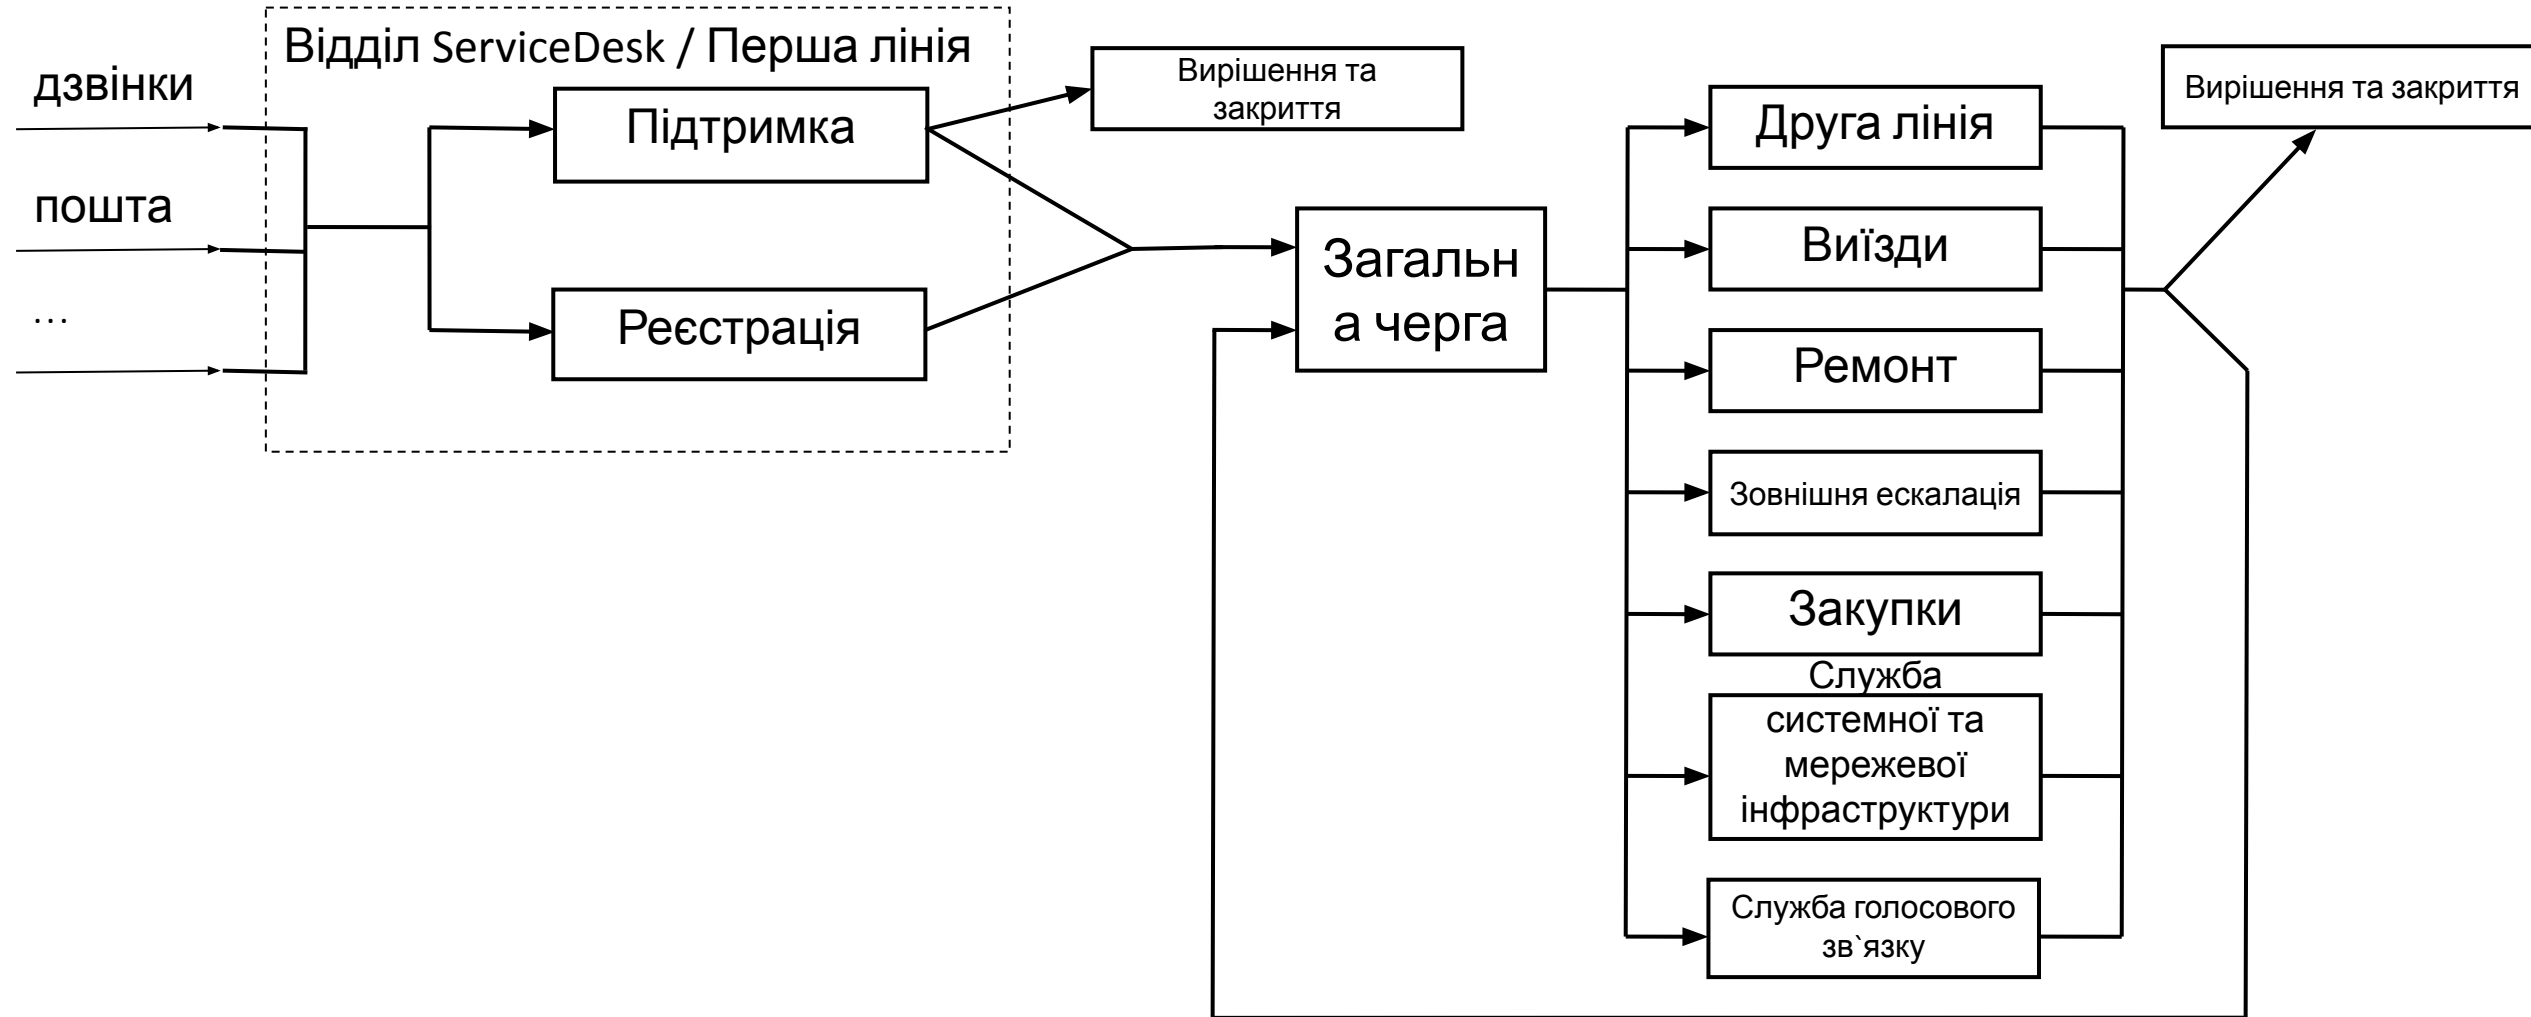 Відділ ServiceDesk / Перша лінія
дзвінки
пошта
...
Підтримка
Реєстрація
Вирішення та
закриття
Загальн
а черга
Друга лінія
Виїзди
Ремонт
Зовнішня ескалація
Закупки
Служба
системної та
мережевої
інфраструктури
Служба голосового
зв`язку
Вирішення та закриття